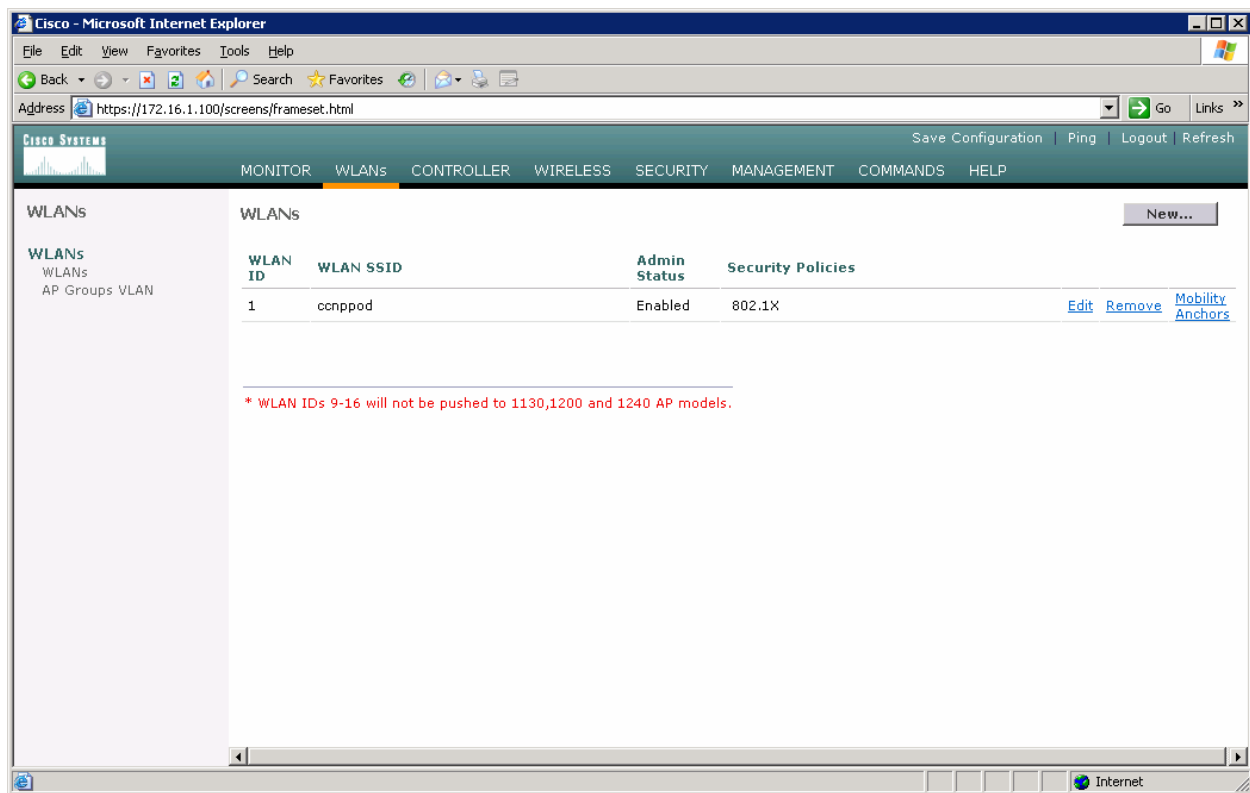 Cisco - Microsoft Internet Explorer
File Edit View Favorites Tools Help
Back Search Favorites
Address https://172.16.1.100/screens/frameset.html Go Links »
CISCO SYSTEMS
Save Configuration | Ping | Logout | Refresh
MONITOR WLANs CONTROLLER WIRELESS SECURITY MANAGEMENT COMMANDS HELP
WLANs
WLANs
WLANs
AP Groups VLAN
WLANs
New...
WLAN ID WLAN SSID Admin Status Security Policies
1 ccnppod Enabled 802.1X Edit Remove Mobility Anchors
* WLAN IDs 9-16 will not be pushed to 1130,1200 and 1240 AP models.
Internet